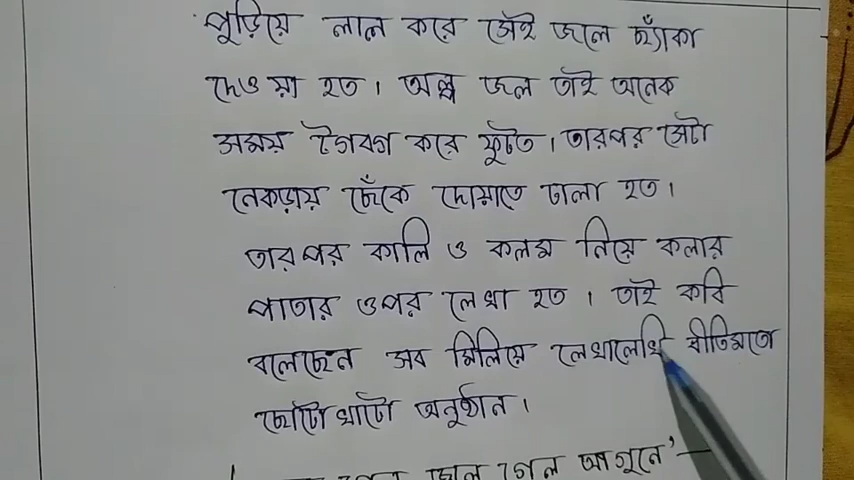 পুড়িয়ে লাল করে সেই জলে ছ্যাঁকা
দেওয়া হত। অল্প জল তাই অনেক
সময় টগবগ করে ফুটত। তারপর সেটা
নেকড়ায় ছেঁকে দোয়াতে ঢালা হত।
তারপর কালি ও কলম নিয়ে কলার
পাতার ওপর লেখা হত। তাই কবি
বলেছেন সব মিলিয়ে লেখালেখি রীতিমতো
ছোটো খাটো অনুষ্ঠান।
জ্বলে গেল আগুনে’—